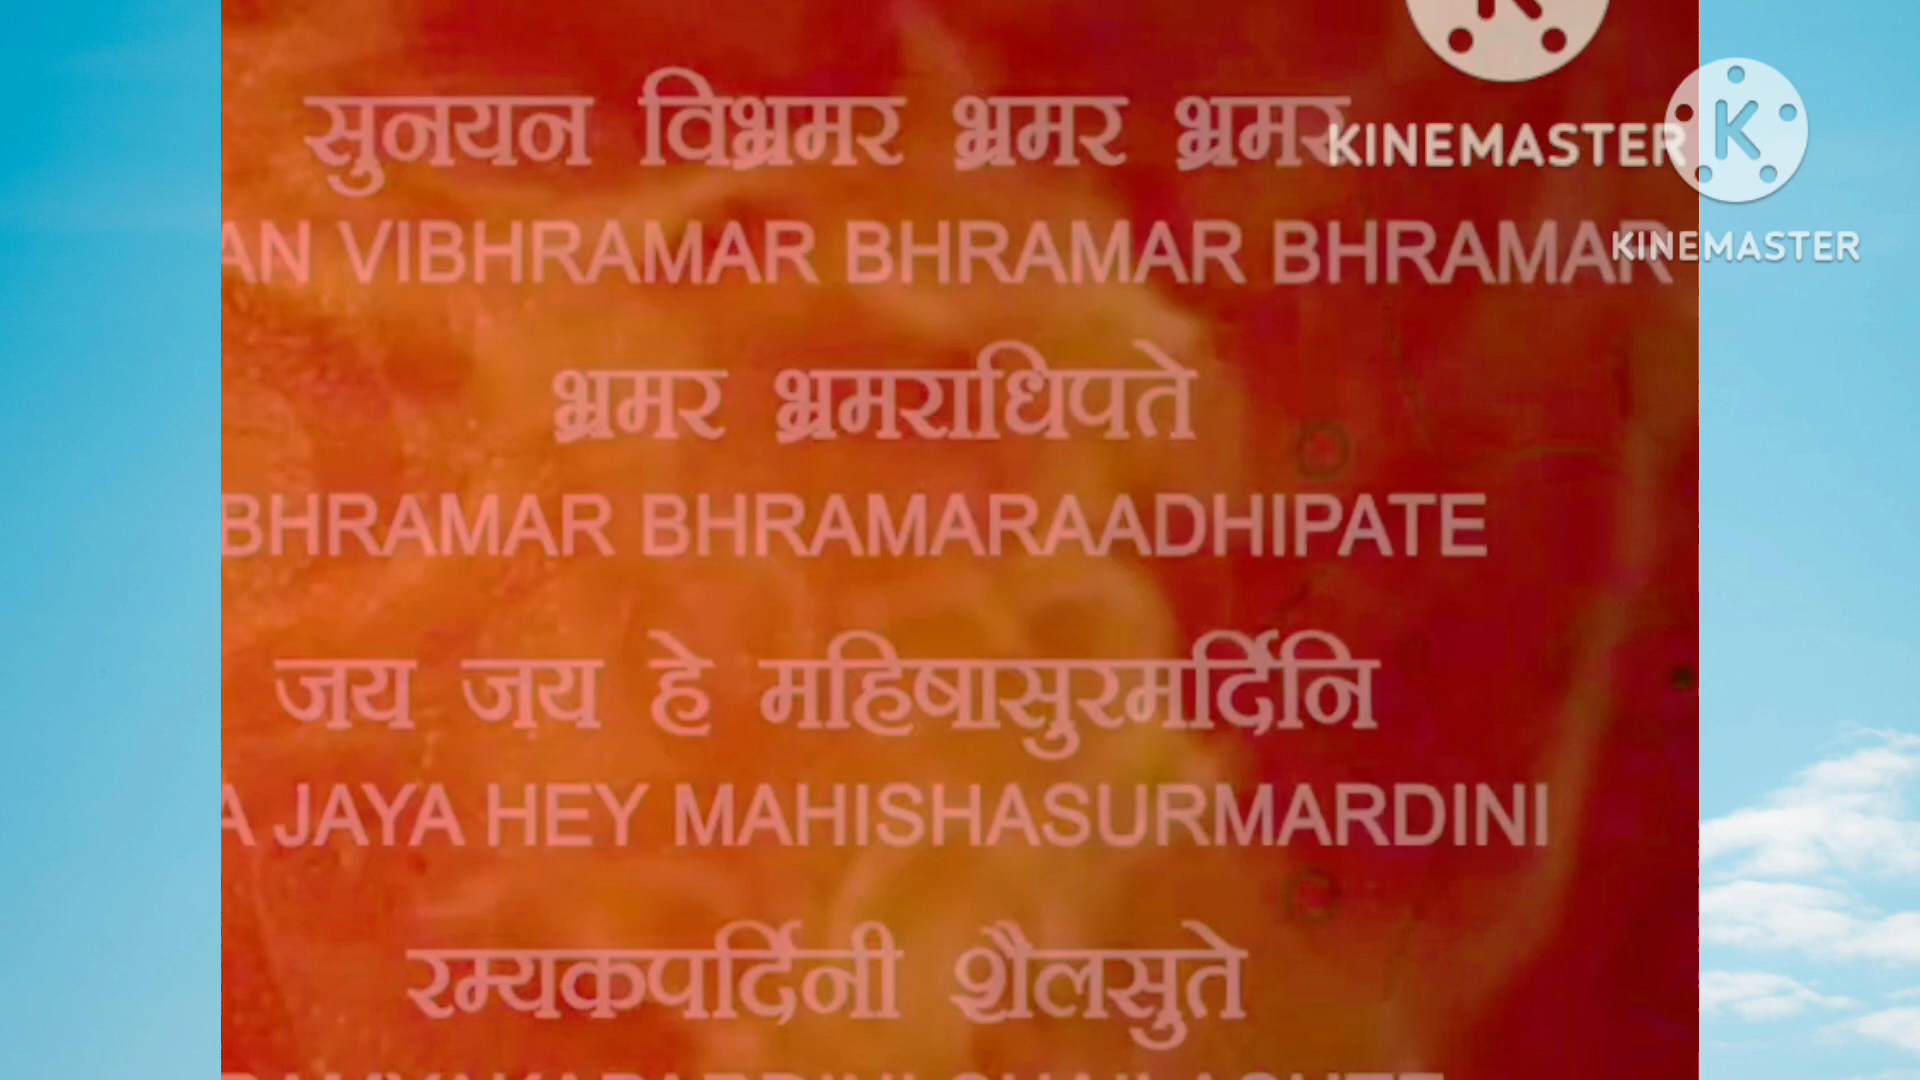 सुनयन विभ्रमर भ्रमर भ्रमर
KINEMASTER
K
AN VIBHRAMAR BHRAMAR BHRAMAR
KINEMASTER
भ्रमर भ्रमराधिपते
BHRAMAR BHRAMARAADHIPATE
जय जय हे महिषासुरमर्दिनि
A JAYA HEY MAHISHASURMARDINI
रम्यकपर्दिनी शैलसुते